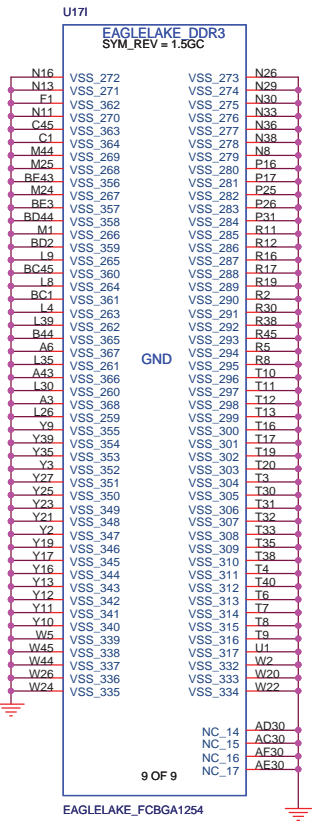 U17I
EAGLELAKE_DDR3
SYM_REV = 1.5GC
N16 VSS_272 VSS_273 N26
N13 VSS_271 VSS_274 N29
F1 VSS_362 VSS_275 N30
N11 VSS_270 VSS_276 N33
C45 VSS_363 VSS_277 N36
C1 VSS_364 VSS_278 N38
M44 VSS_269 VSS_279 N8
M25 VSS_268 VSS_280 P16
BE43 VSS_356 VSS_281 P17
M24 VSS_267 VSS_282 P25
BE3 VSS_357 VSS_283 P26
BD44 VSS_358 VSS_284 P31
M1 VSS_266 VSS_285 R11
BD2 VSS_359 VSS_286 R12
L9 VSS_265 VSS_287 R16
BC45 VSS_360 VSS_288 R17
L8 VSS_264 VSS_289 R19
BC1 VSS_361 VSS_290 R2
L4 VSS_263 VSS_291 R30
L39 VSS_262 VSS_292 R38
B44 VSS_365 VSS_293 R45
A6 VSS_367 VSS_294 R5
L35 VSS_261 GND VSS_295 R8
A43 VSS_366 VSS_296 T10
L30 VSS_260 VSS_297 T11
A3 VSS_368 VSS_298 T12
L26 VSS_259 VSS_299 T13
Y9 VSS_355 VSS_300 T16
Y39 VSS_354 VSS_301 T17
Y35 VSS_353 VSS_302 T19
Y3 VSS_352 VSS_303 T20
Y27 VSS_351 VSS_304 T3
Y25 VSS_350 VSS_305 T30
Y23 VSS_349 VSS_306 T31
Y21 VSS_348 VSS_307 T32
Y2 VSS_347 VSS_308 T33
Y19 VSS_346 VSS_309 T35
Y17 VSS_345 VSS_310 T38
Y16 VSS_344 VSS_311 T4
Y13 VSS_343 VSS_312 T40
Y12 VSS_342 VSS_313 T6
Y11 VSS_341 VSS_314 T7
Y10 VSS_340 VSS_315 T8
W5 VSS_339 VSS_316 T9
W45 VSS_338 VSS_317 U1
W44 VSS_337 VSS_332 W2
W26 VSS_336 VSS_333 W20
W24 VSS_335 VSS_334 W22
NC_14 AD30
NC_15 AC30
NC_16 AF30
NC_17 AE30
9 OF 9
EAGLELAKE_FCBGA1254